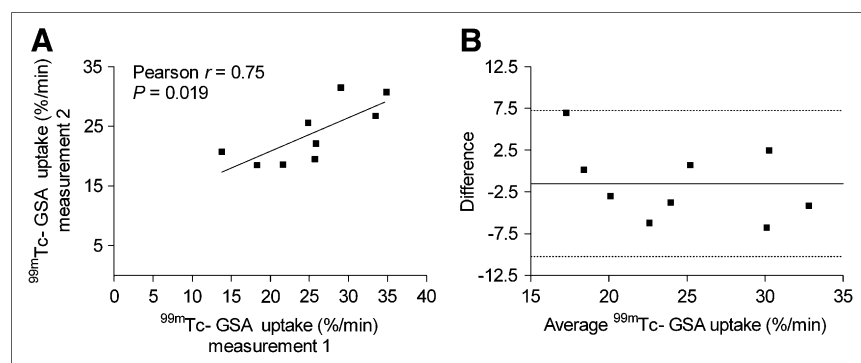 A
Pearson r = 0.75
P = 0.019
35
25
15
5
99mTc- GSA uptake (%/min)
measurement 2
0 5 10 15 20 25 30 35 40
99mTc- GSA uptake (%/min)
measurement 1
B
12.5
7.5
2.5
-2.5
-7.5
-12.5
Difference
15 20 25 30 35
Average 99mTc- GSA uptake (%/min)